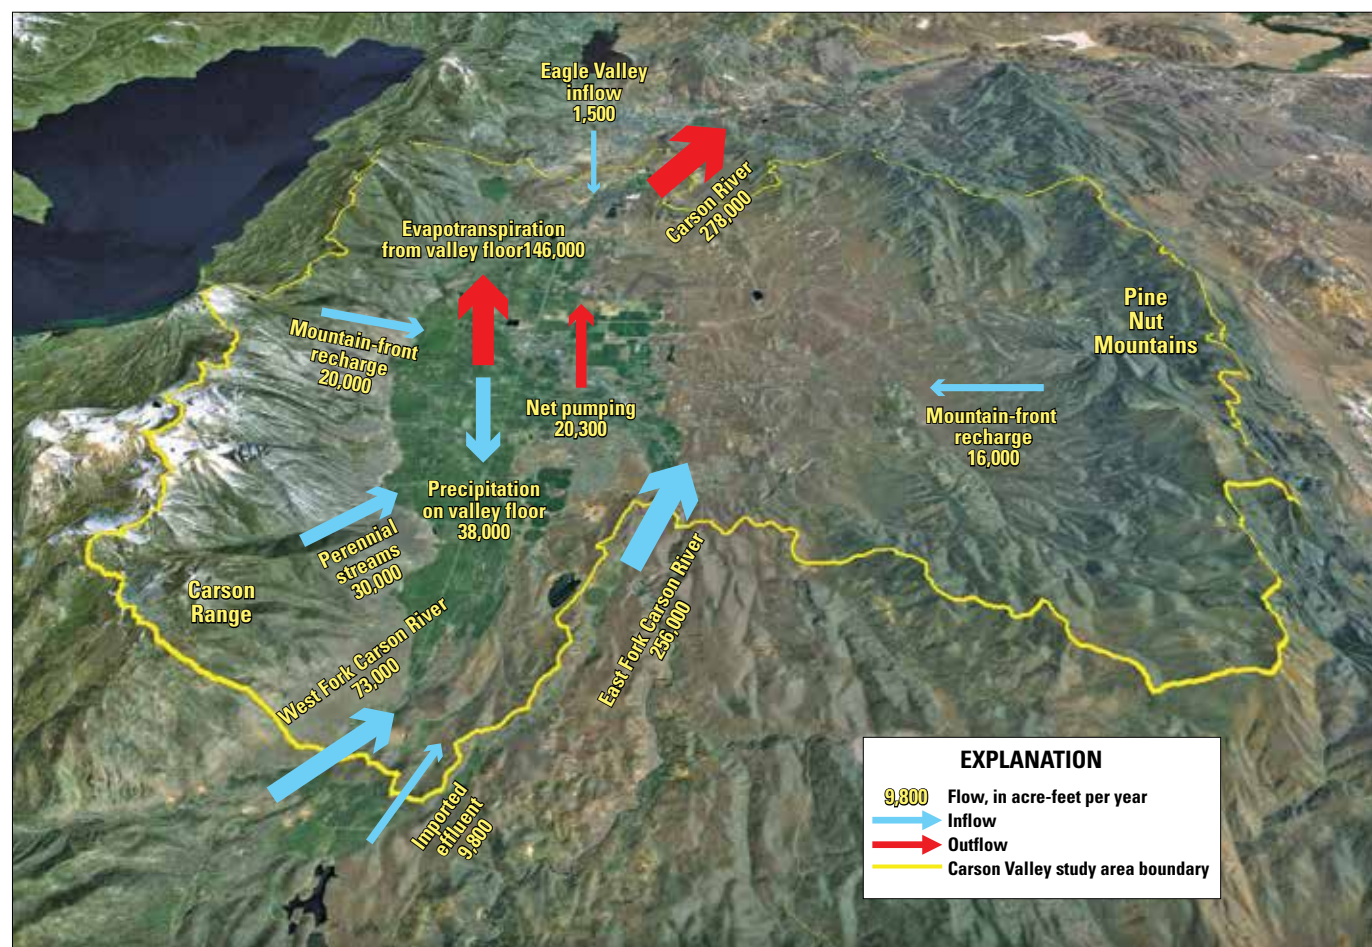 Eagle Valley
inflow
1,500
Carson River
278,000
Evapotranspiration
from valley floor146,000
Mountain-front
recharge
20,000
Pine
Nut
Mountains
Net pumping
20,300
Mountain-front
recharge
16,000
Precipitation
on valley floor
38,000
Perennial
streams
30,000
Carson
Range
West Fork Carson River
73,000
East Fork Carson River
256,000
Imported
effluent
9,800
EXPLANATION
9,800 Flow, in acre-feet per year
Inflow
Outflow
Carson Valley study area boundary